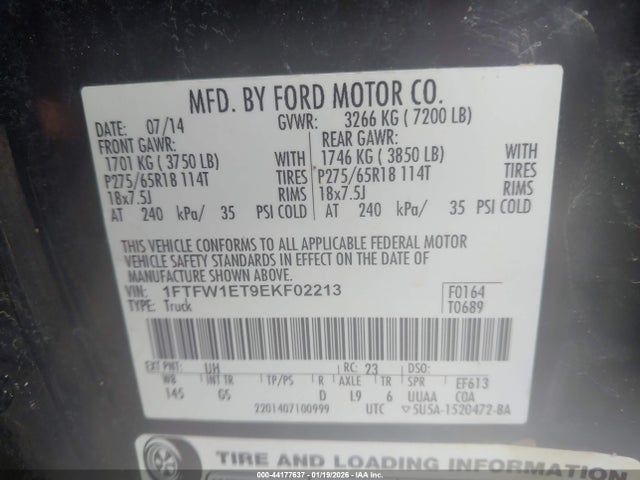 MFD. BY FORD MOTOR CO.
DATE: 07/14 GVWR: 3266 KG ( 7200 LB)
FRONT GAWR: REAR GAWR:
1701 KG ( 3750 LB) WITH 1746 KG ( 3850 LB) WITH
P275/65R18 114T TIRES P275/65R18 114T TIRES
18x7.5J RIMS 18x7.5J RIMS
AT 240 kPa/ 35 PSI COLD AT 240 kPa/ 35 PSI COLD
THIS VEHICLE CONFORMS TO ALL APPLICABLE FEDERAL MOTOR
VEHICLE SAFETY STANDARDS IN EFFECT ON THE DATE OF
MANUFACTURE SHOWN ABOVE.
VIN: 1FTFW1ET9EKF02213 F0164
TYPE: Truck T0689
EXT PNT: UH RC: 23 DSO:
WB INT TR TP/PS R AXLE TR SPR EF613
145 GS D L9 6 UUAA COA
2201407100999 UTC 5U5A-1520472-BA
TIRE AND LOADING INFORMATION
(c) 44177637 - 01/19/2026 - IAA Inc.